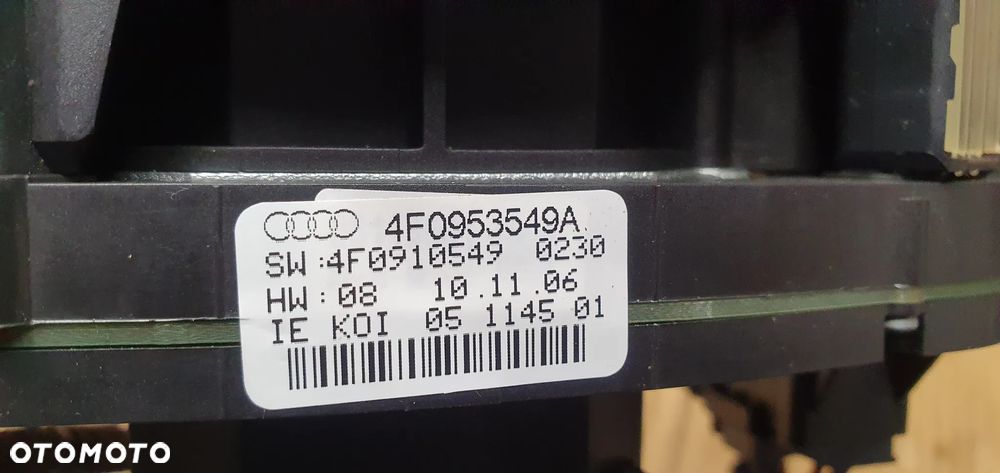 4F0953549A
SW:4F0910549 0230
HW:08 10.11.06
IE KOI 05 1145 01
OTOMOTO